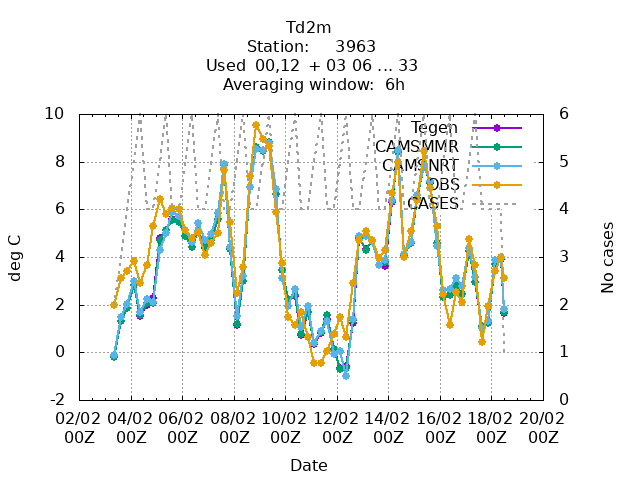 Td2m
Station: 3963
Used 00,12 + 03 06 ... 33
Averaging window: 6h
10
8
6
4
2
0
-2
deg C
6
5
4
3
2
1
0
No cases
Tegen
CAMSMMR
CAMSNRT
OBS
CASES
02/02 04/02 06/02 08/02 10/02 12/02 14/02 16/02 18/02 20/02
00Z 00Z 00Z 00Z 00Z 00Z 00Z 00Z 00Z 00Z
Date